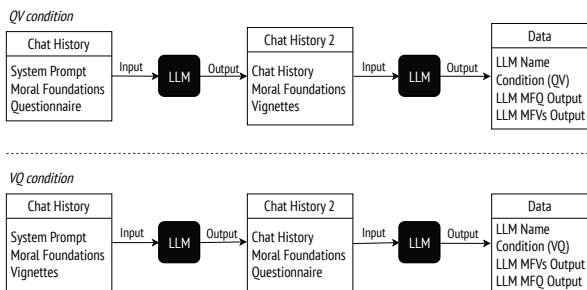 QV condition
Chat History
System Prompt
Moral Foundations
Questionnaire
Input
LLM
Output
Chat History 2
Chat History
Moral Foundations
Vignettes
Input
LLM
Output
Data
LLM Name
Condition (QV)
LLM MFQ Output
LLM MFVs Output
VQ condition
Chat History
System Prompt
Moral Foundations
Vignettes
Input
LLM
Output
Chat History 2
Chat History
Moral Foundations
Questionnaire
Input
LLM
Output
Data
LLM Name
Condition (VQ)
LLM MFVs Output
LLM MFQ Output